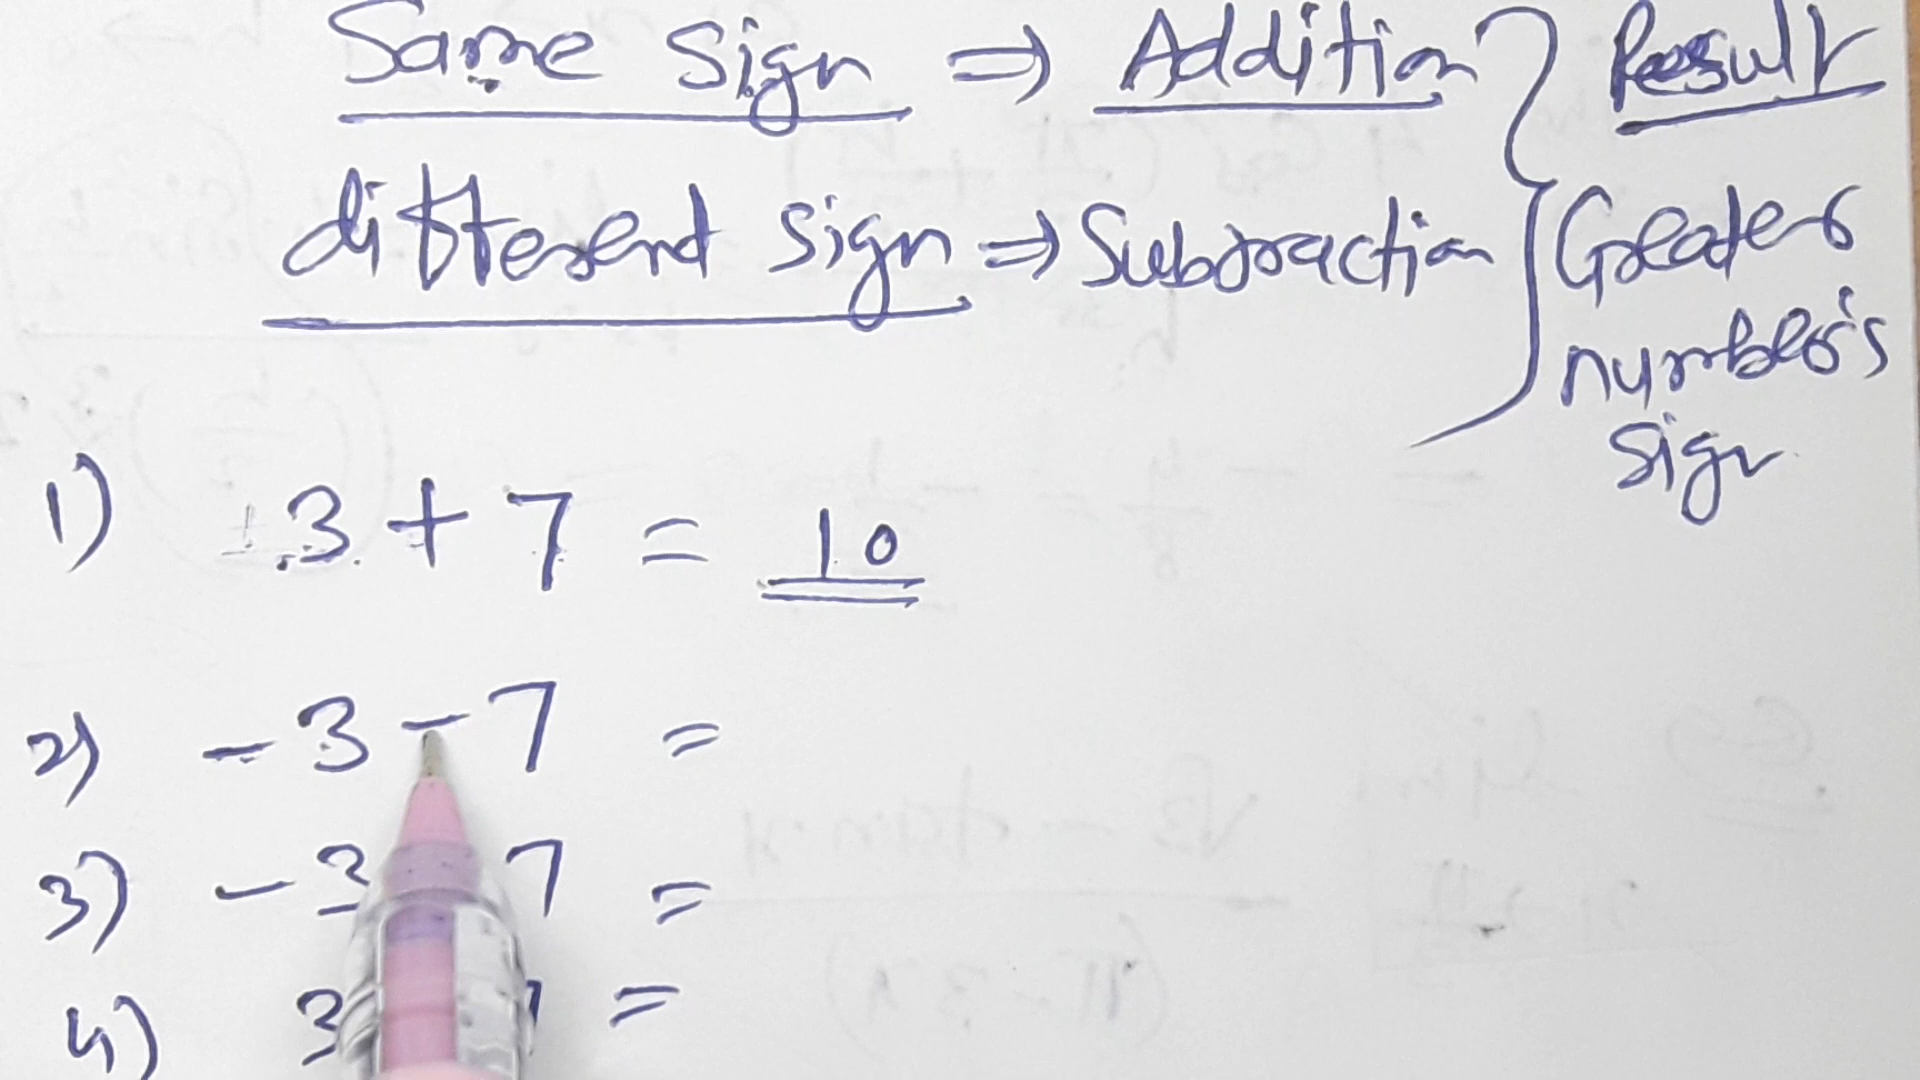 Same sign ⇒ Addition } Result
different sign ⇒ Subtraction Greater
number's
sign
1) 3 + 7 = 10
2) - 3 - 7 =
3) - 3 7 =
4) 3 =